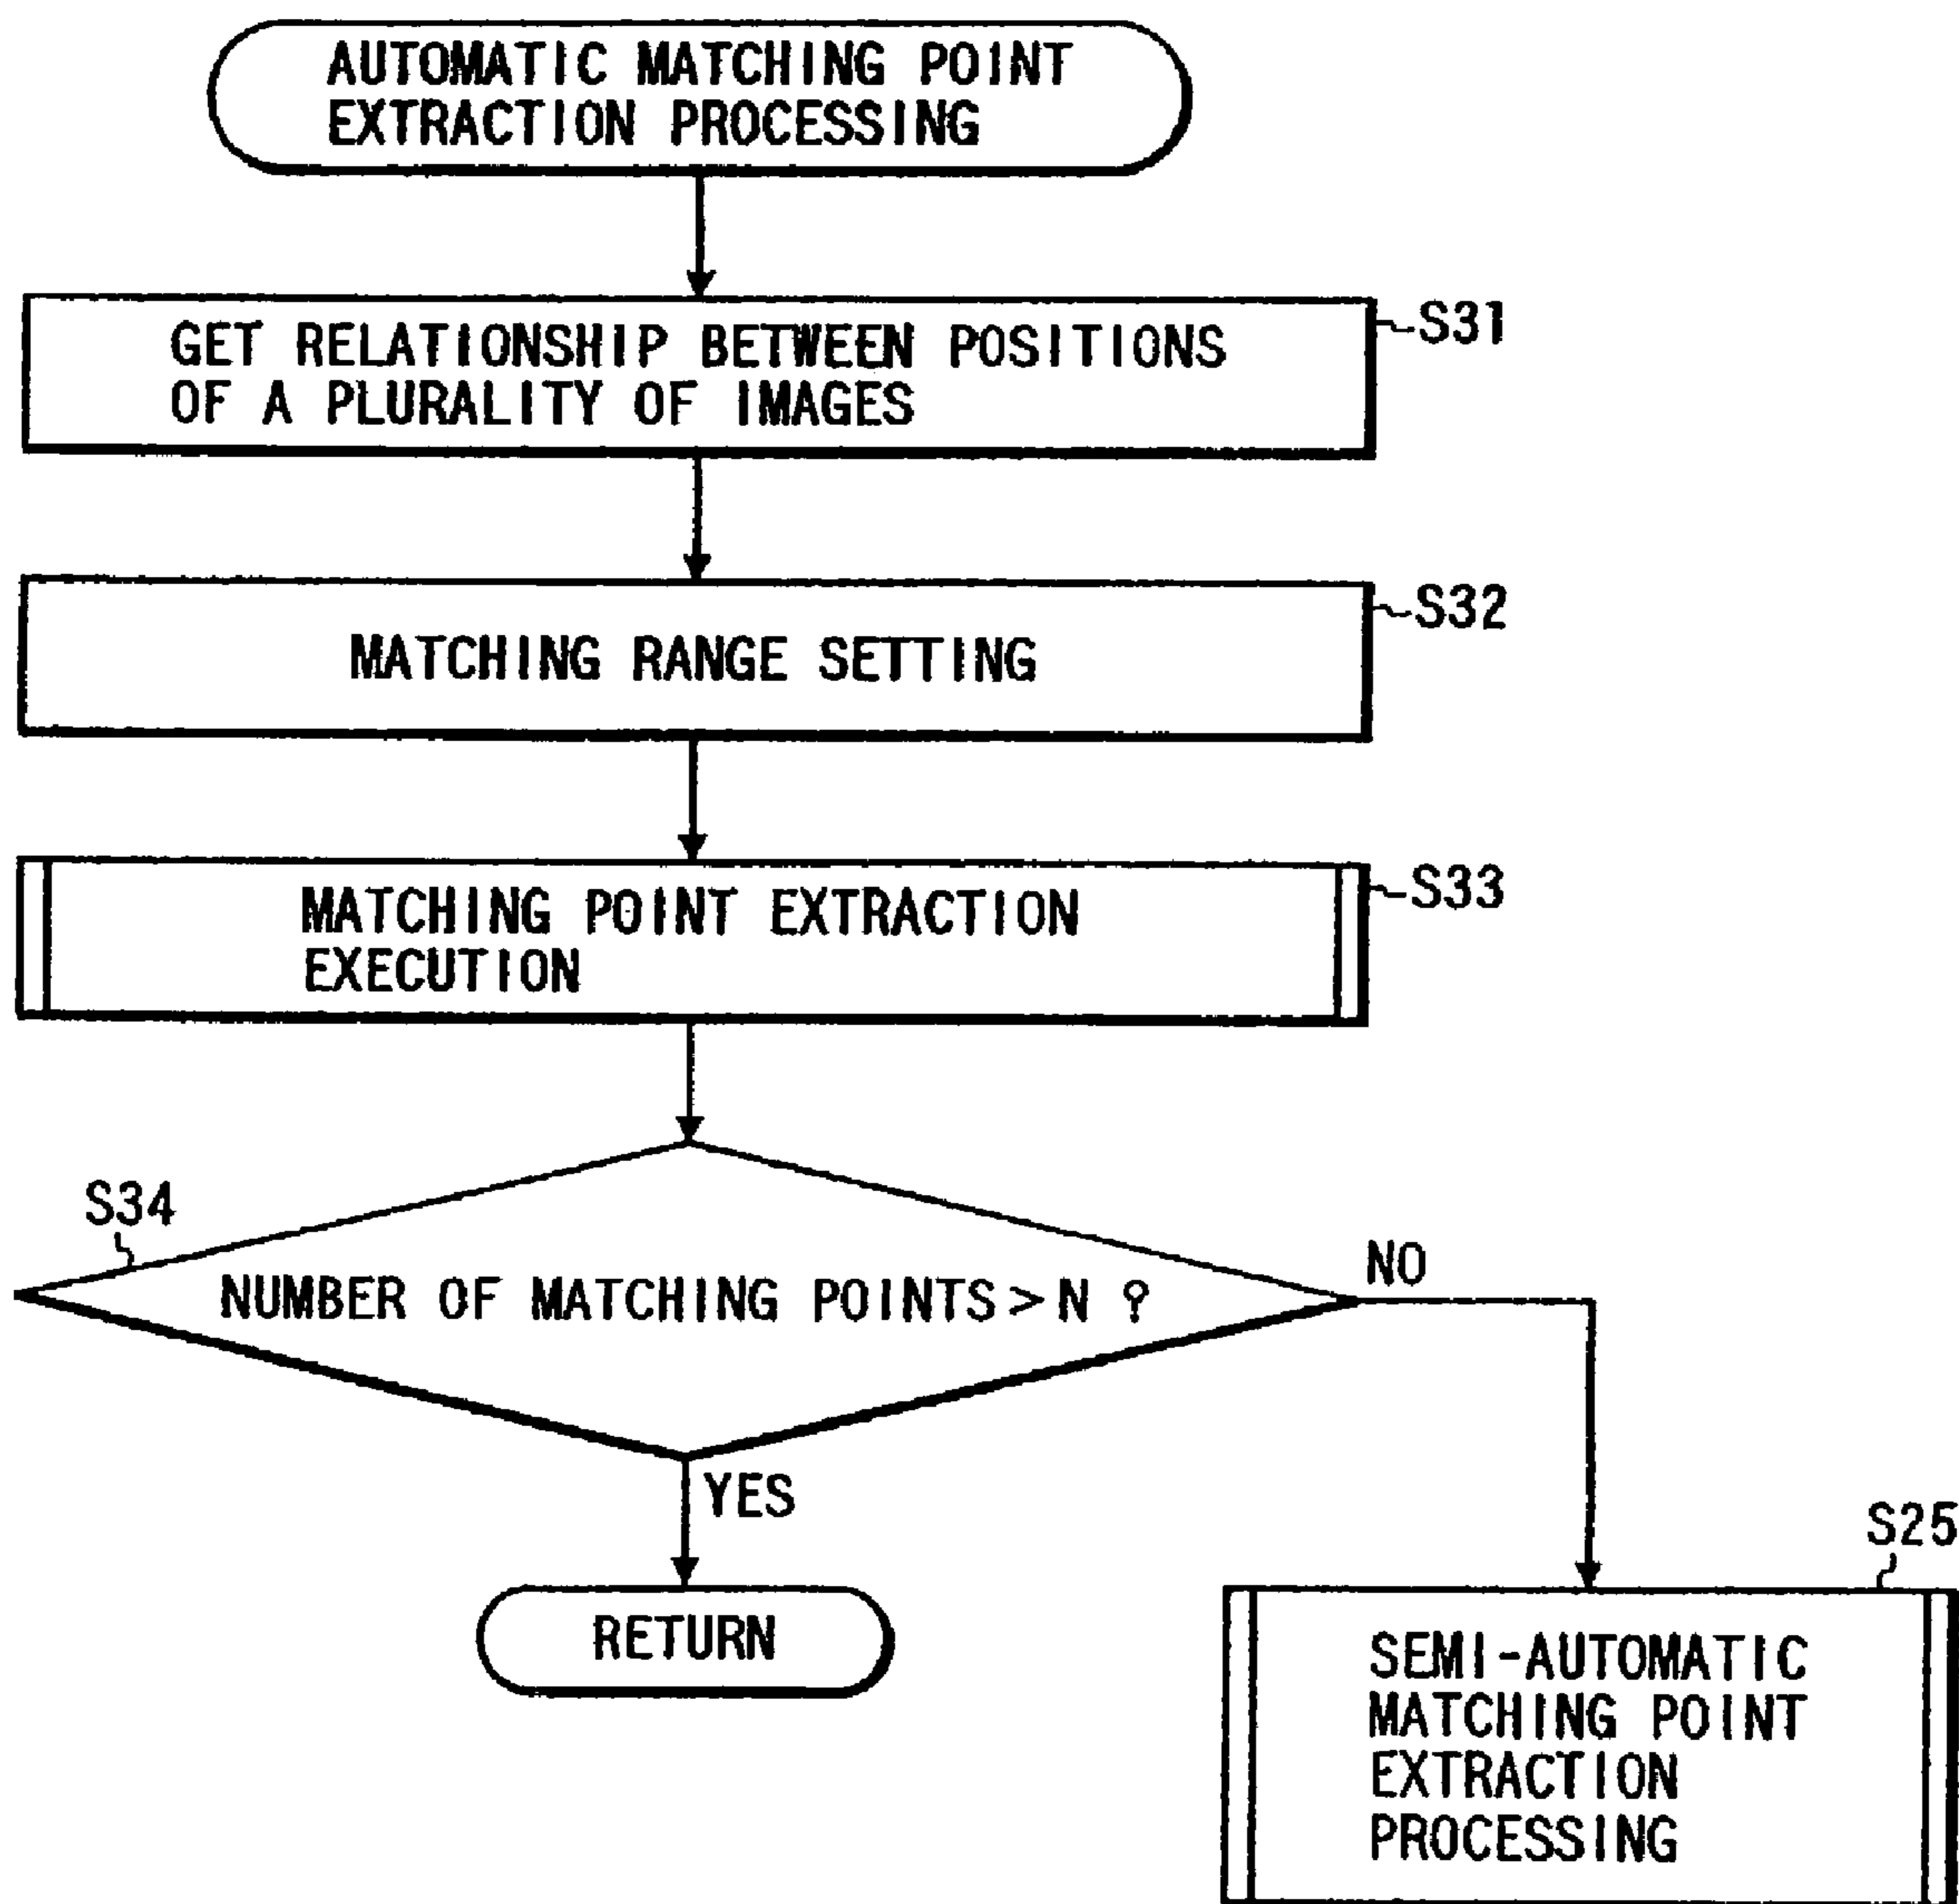 AUTOMATIC MATCHING POINT
EXTRACTION PROCESSING
GET RELATIONSHIP BETWEEN POSITIONS
OF A PLURALITY OF IMAGES
S31
MATCHING RANGE SETTING
S32
MATCHING POINT EXTRACTION
EXECUTION
S33
S34
NUMBER OF MATCHING POINTS>N ?
NO
YES
RETURN
S25
SEMI-AUTOMATIC
MATCHING POINT
EXTRACTION
PROCESSING